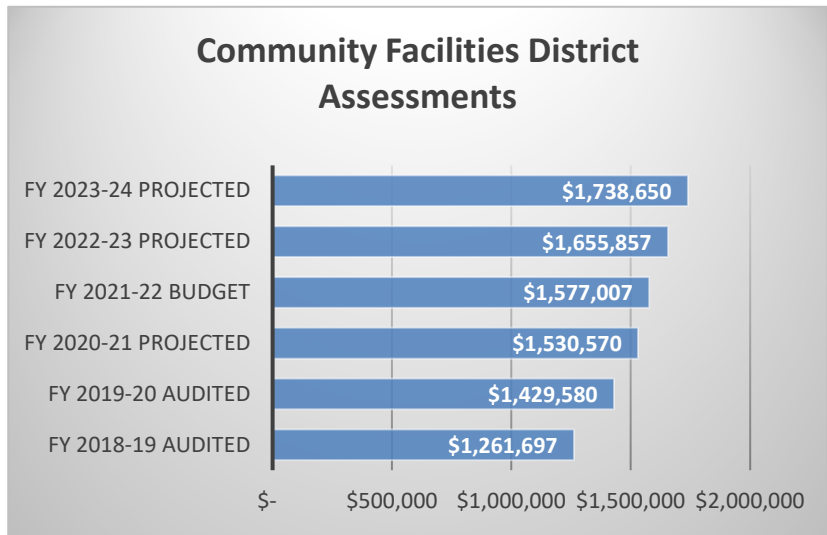 Community Facilities District
Assessments
FY 2023-24 PROJECTED $1,738,650
FY 2022-23 PROJECTED $1,655,857
FY 2021-22 BUDGET $1,577,007
FY 2020-21 PROJECTED $1,530,570
FY 2019-20 AUDITED $1,429,580
FY 2018-19 AUDITED $1,261,697
$- $500,000 $1,000,000 $1,500,000 $2,000,000